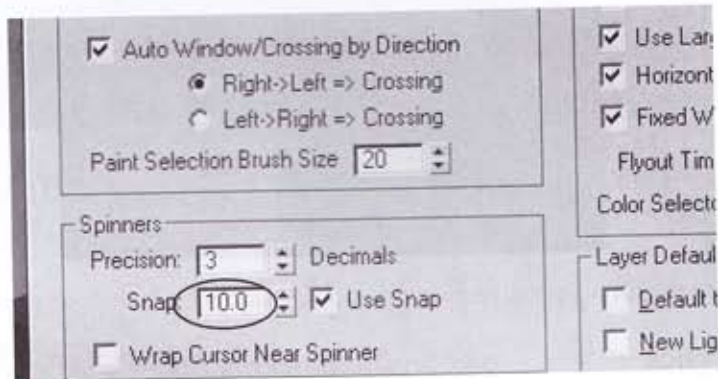 Auto Window/Crossing by Direction
Right->Left => Crossing
Left->Right => Crossing
Paint Selection Brush Size 20
Spinners
Precision: 3 Decimals
Snap 10.0 Use Snap
Wrap Cursor Near Spinner
Use Lar
Horizont
Fixed W
Flyout Tim
Color Selecto
Layer Defaul
Default t
New Lig